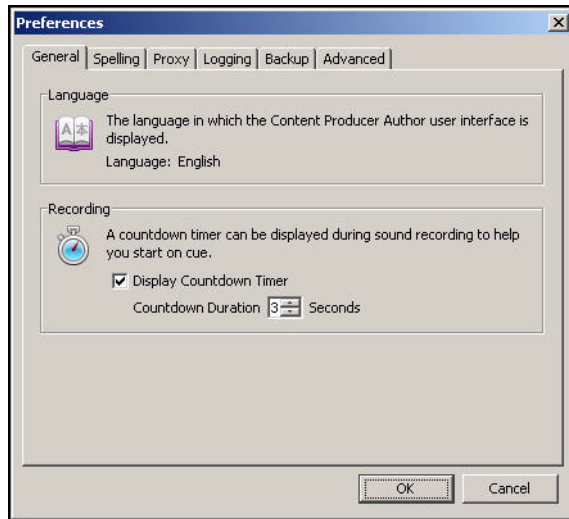 Preferences
General Spelling Proxy Logging Backup Advanced
Language
The language in which the Content Producer Author user interface is
displayed.
Language: English
Recording
A countdown timer can be displayed during sound recording to help
you start on cue.
Display Countdown Timer
Countdown Duration 3 Seconds
OK Cancel